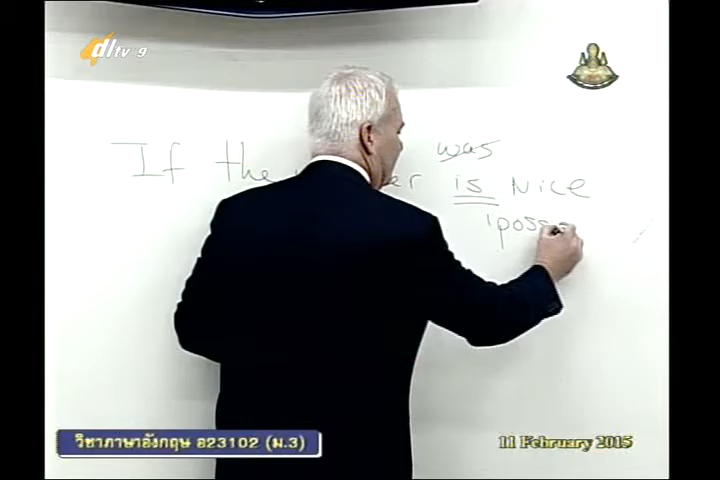 dltv 9
was
If the er is Nice
poss
วิชาภาษาอังกฤษ อ23102 (ม.3)
11 February 2015